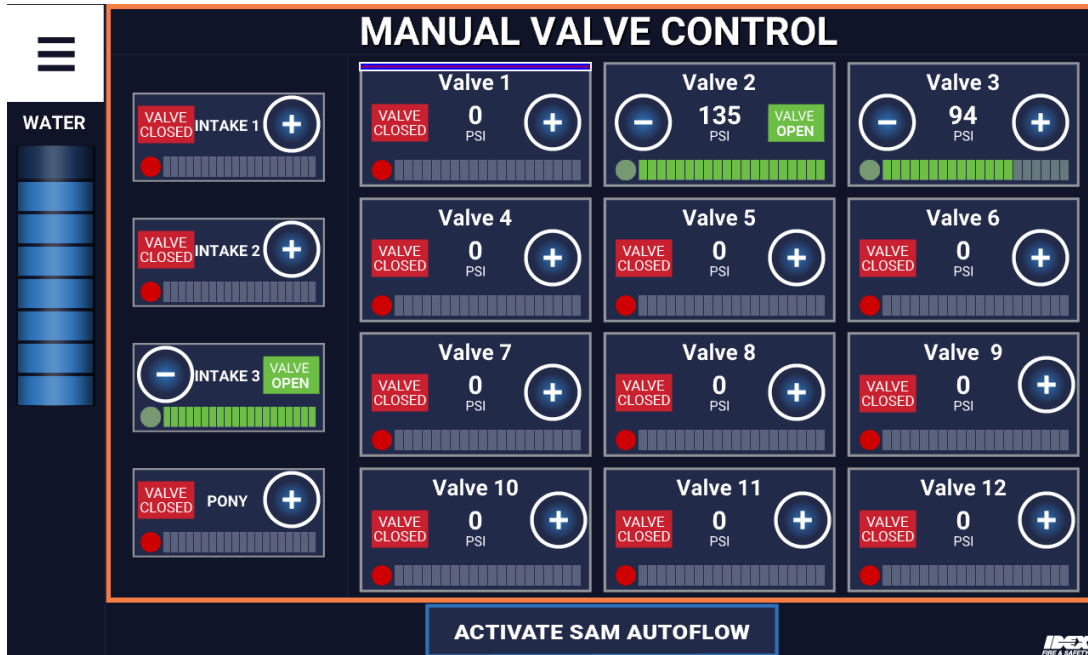 MANUAL VALVE CONTROL
WATER
VALVE
CLOSED
INTAKE 1
+
VALVE
CLOSED
INTAKE 2
+
−
INTAKE 3
VALVE
OPEN
VALVE
CLOSED
PONY
+
Valve 1
VALVE
CLOSED
0
PSI
+
Valve 2
−
135
PSI
VALVE
OPEN
Valve 3
−
94
PSI
+
Valve 4
VALVE
CLOSED
0
PSI
+
Valve 5
VALVE
CLOSED
0
PSI
+
Valve 6
VALVE
CLOSED
0
PSI
+
Valve 7
VALVE
CLOSED
0
PSI
+
Valve 8
VALVE
CLOSED
0
PSI
+
Valve 9
VALVE
CLOSED
0
PSI
+
Valve 10
VALVE
CLOSED
0
PSI
+
Valve 11
VALVE
CLOSED
0
PSI
+
Valve 12
VALVE
CLOSED
0
PSI
+
ACTIVATE SAM AUTOFLOW
IDEX
FIRE & SAFETY